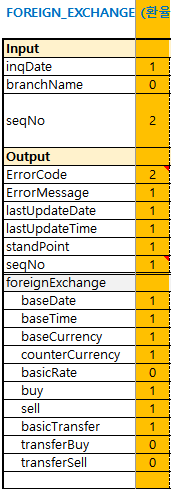 FOREIGN_EXCHANGE (환율
Input
inqDate 1
branchName 0
seqNo 2
Output
ErrorCode 2
ErrorMessage 1
lastUpdateDate 1
lastUpdateTime 1
standPoint 1
seqNo 1
foreignExchange
baseDate 1
baseTime 1
baseCurrency 1
counterCurrency 1
basicRate 0
buy 1
sell 1
basicTransfer 1
transferBuy 0
transferSell 0